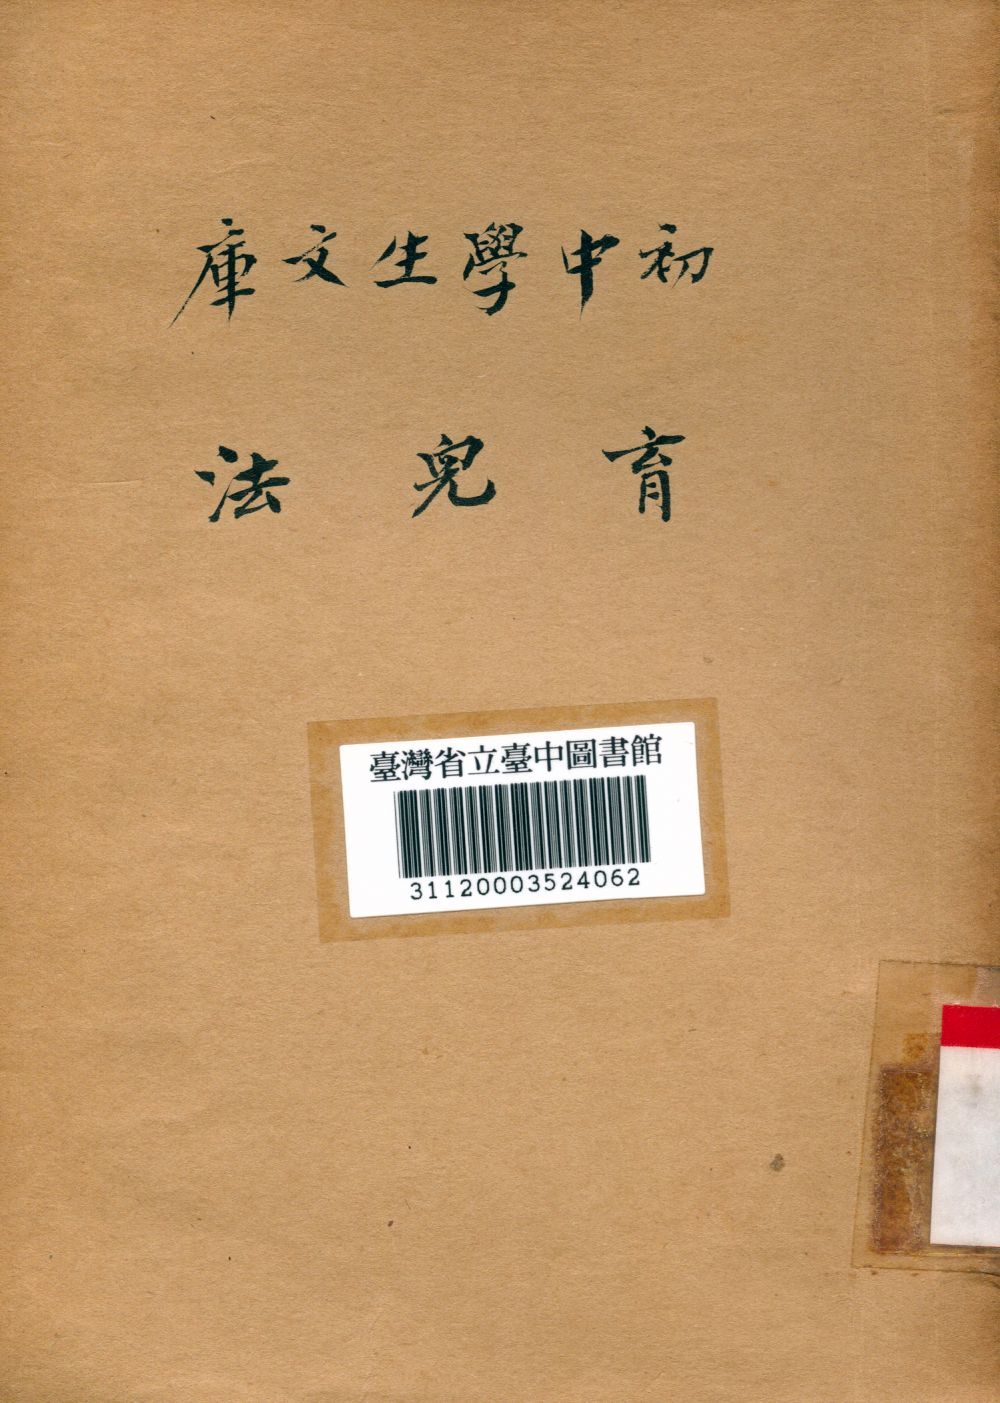 初中學生文庫
育兒法
臺灣省立臺中圖書館
31120003524062